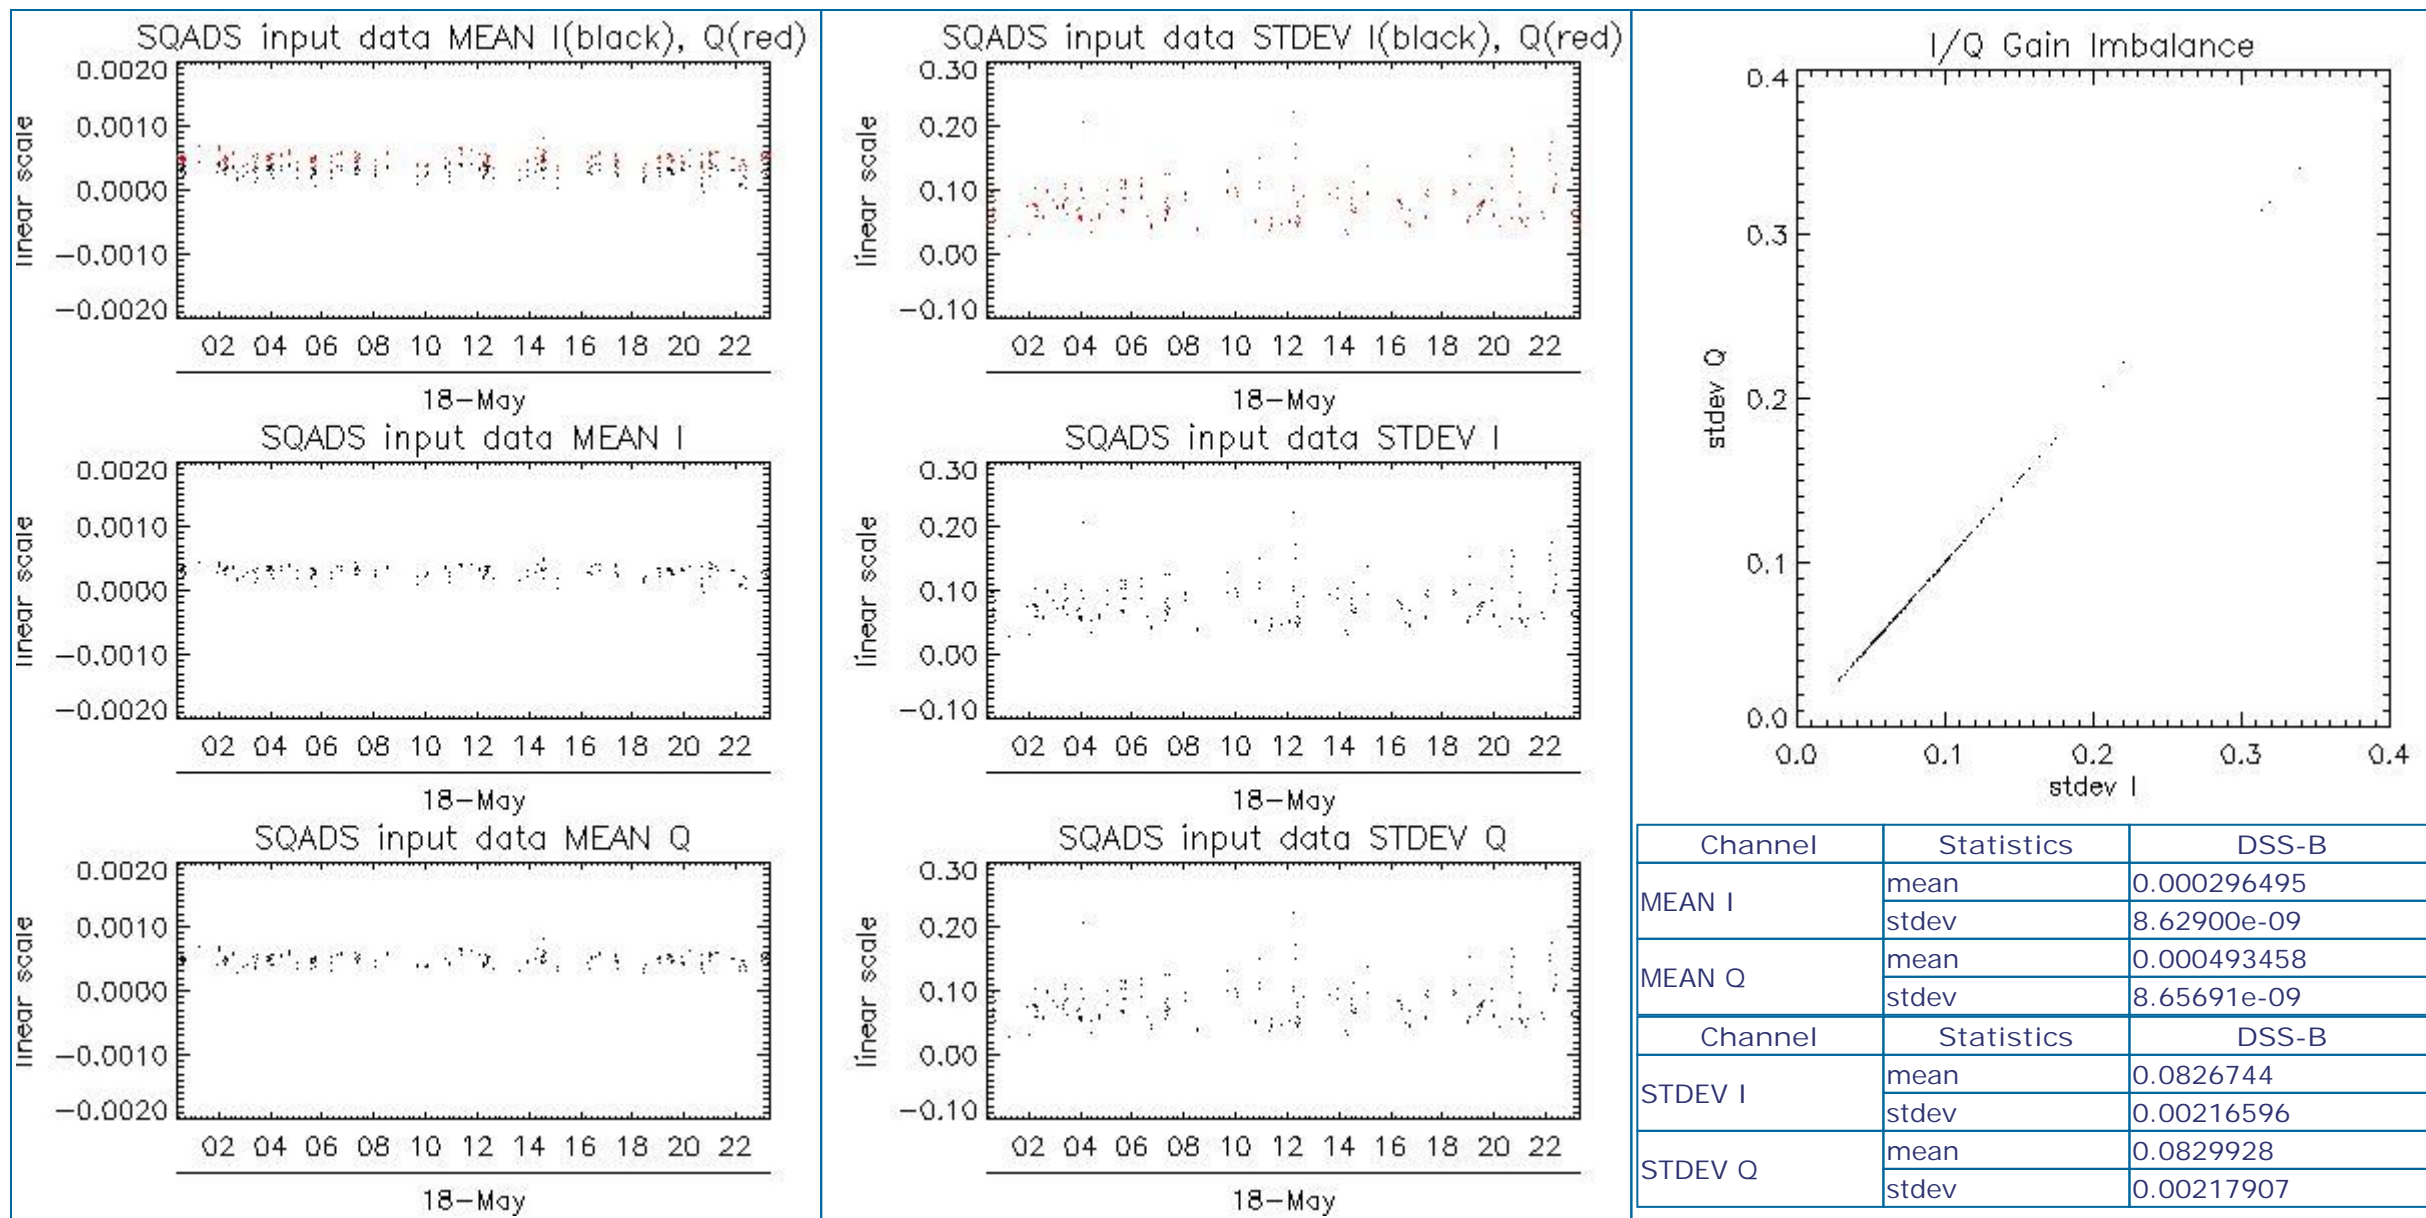 SQADS input data MEAN I(black), Q(red)
0.0020
0.0010
0.0000
−0.0010
−0.0020
linear scale
02 04 06 08 10 12 14 16 18 20 22
18−May
SQADS input data MEAN I
0.0020
0.0010
0.0000
−0.0010
−0.0020
linear scale
02 04 06 08 10 12 14 16 18 20 22
18−May
SQADS input data MEAN Q
0.0020
0.0010
0.0000
−0.0010
−0.0020
linear scale
02 04 06 08 10 12 14 16 18 20 22
18−May
SQADS input data STDEV I(black), Q(red)
0.30
0.20
0.10
0.00
−0.10
linear scale
02 04 06 08 10 12 14 16 18 20 22
18−May
SQADS input data STDEV I
0.30
0.20
0.10
0.00
−0.10
linear scale
02 04 06 08 10 12 14 16 18 20 22
18−May
SQADS input data STDEV Q
0.30
0.20
0.10
0.00
−0.10
linear scale
02 04 06 08 10 12 14 16 18 20 22
18−May
I/Q Gain Imbalance
0.4
0.3
0.2
0.1
0.0
stdev Q
0.0 0.1 0.2 0.3 0.4
stdev I
Channel Statistics DSS-B
MEAN I
mean 0.000296495
stdev 8.62900e-09
MEAN Q
mean 0.000493458
stdev 8.65691e-09
Channel Statistics DSS-B
STDEV I
mean 0.0826744
stdev 0.00216596
STDEV Q
mean 0.0829928
stdev 0.00217907